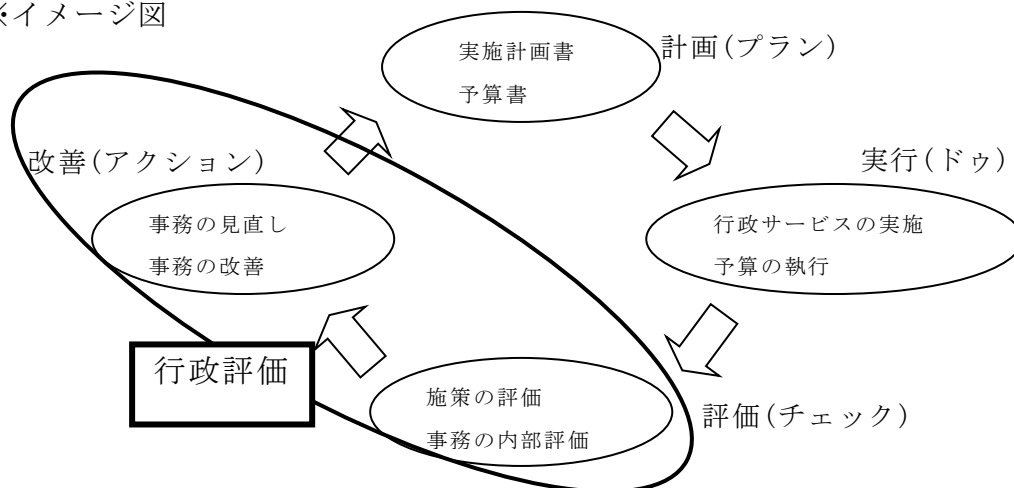 ※イメージ図
実施計画書
予算書
計画(プラン)
改善(アクション)
実行(ドゥ)
事務の見直し
事務の改善
行政サービスの実施
予算の執行
行政評価
施策の評価
事務の内部評価
評価(チェック)